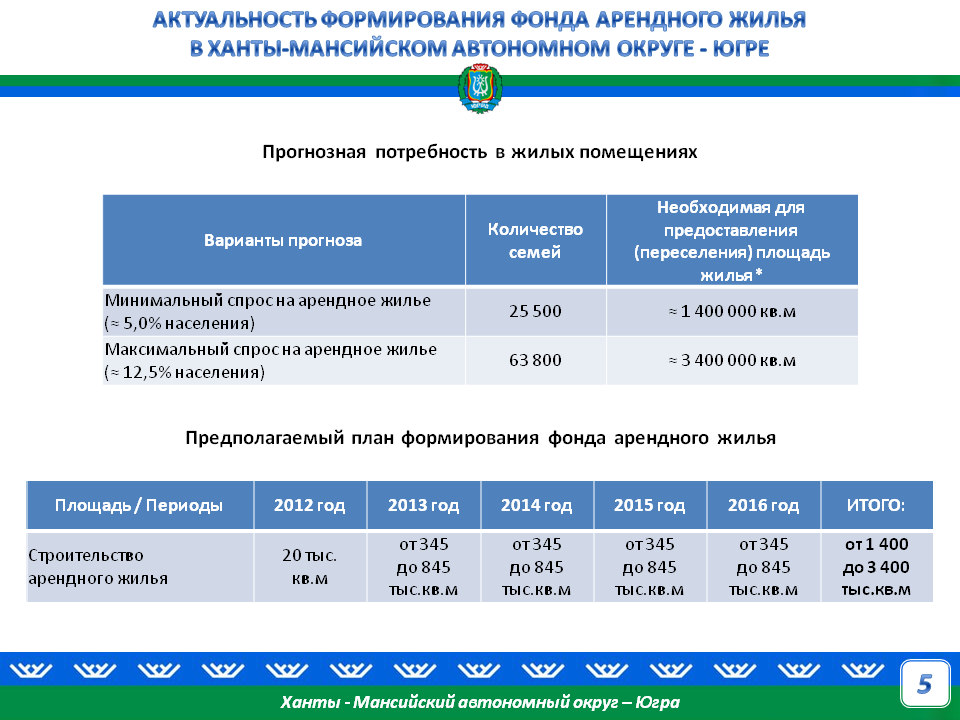 АКТУАЛЬНОСТЬ ФОРМИРОВАНИЯ ФОНДА АРЕНДНОГО ЖИЛЬЯ
В ХАНТЫ-МАНСИЙСКОМ АВТОНОМНОМ ОКРУГЕ - ЮГРЕ
ЮГРА
Прогнозная потребность в жилых помещениях
Варианты прогноза
Количество
семей
Необходимая для
предоставления
(переселения) площадь
жилья*
Минимальный спрос на арендное жилье
(≈ 5,0% населения)
25 500
≈ 1 400 000 кв.м
Максимальный спрос на арендное жилье
(≈ 12,5% населения)
63 800
≈ 3 400 000 кв.м
Предполагаемый план формирования фонда арендного жилья
Площадь / Периоды
2012 год
2013 год
2014 год
2015 год
2016 год
ИТОГО:
Строительство
арендного жилья
20 тыс.
кв.м
от 345
до 845
тыс.кв.м
от 345
до 845
тыс.кв.м
от 345
до 845
тыс.кв.м
от 345
до 845
тыс.кв.м
от 1 400
до 3 400
тыс.кв.м
5
Ханты - Мансийский автономный округ – Югра